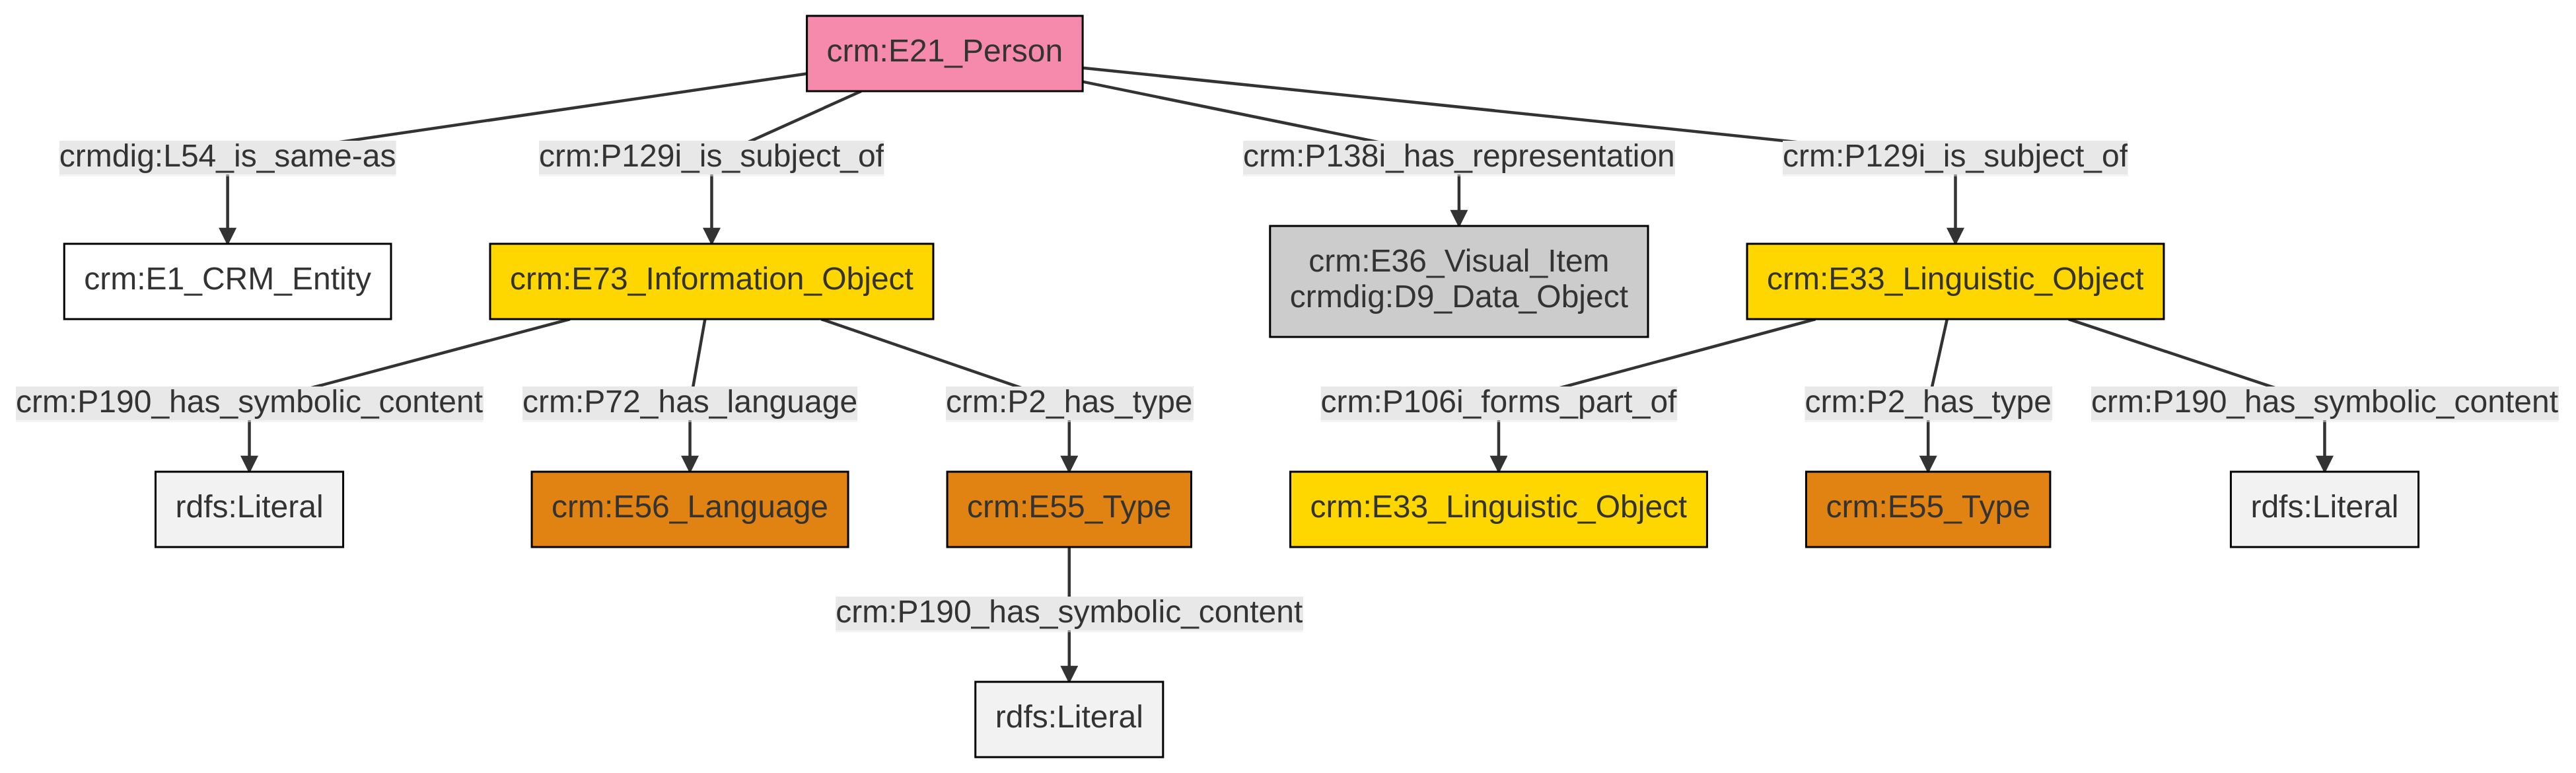 crm:E21_Person
crmdig:L54_is_same-as
crm:P129i_is_subject_of
crm:P138i_has_representation
crm:P129i_is_subject_of
crm:E1_CRM_Entity
crm:E73_Information_Object
crm:E36_Visual_Item
crmdig:D9_Data_Object
crm:E33_Linguistic_Object
crm:P190_has_symbolic_content
crm:P72_has_language
crm:P2_has_type
crm:P106i_forms_part_of
crm:P2_has_type
crm:P190_has_symbolic_content
rdfs:Literal
crm:E56_Language
crm:E55_Type
crm:E33_Linguistic_Object
crm:E55_Type
rdfs:Literal
crm:P190_has_symbolic_content
rdfs:Literal